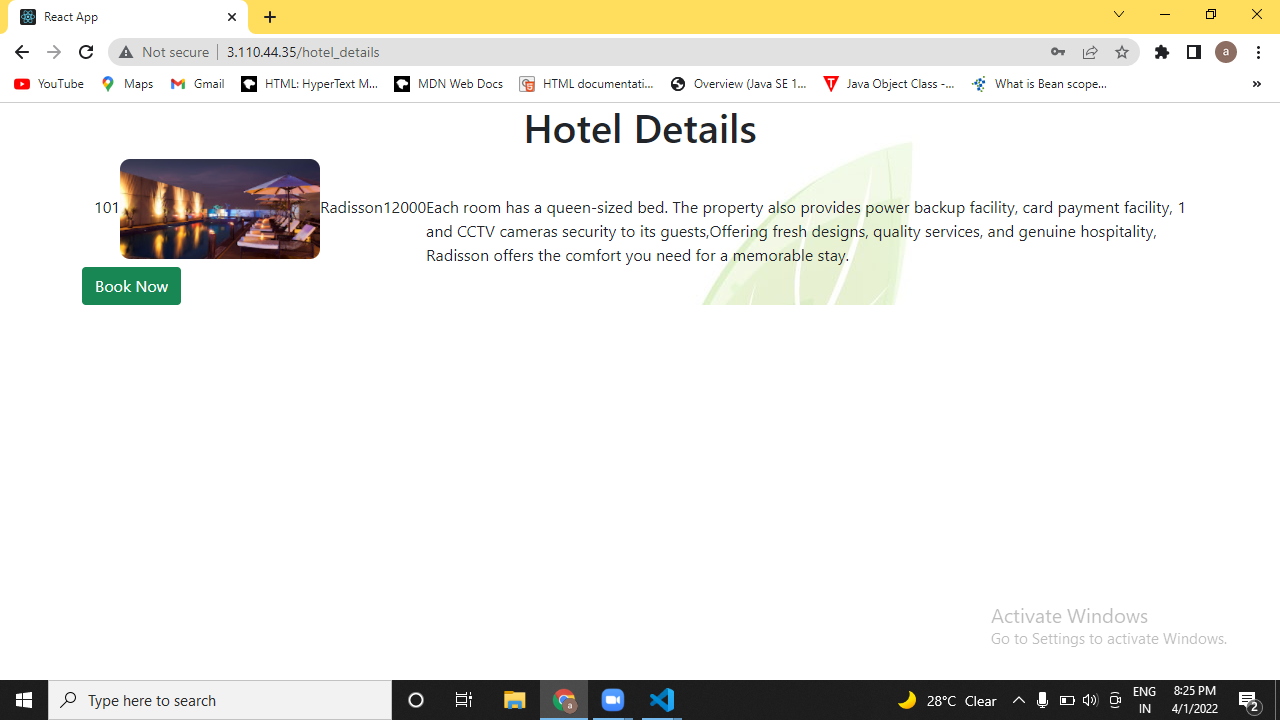 React App
Not secure
3.110.44.35/hotel_details
YouTube
Maps
Gmail
HTML: HyperText M...
MDN Web Docs
HTML documentati...
Overview (Java SE 1...
Java Object Class -...
What is Bean scope...
»
a
Hotel Details
101
Radisson
12000
Each room has a queen-sized bed. The property also provides power backup facility, card payment facility,
and CCTV cameras security to its guests,Offering fresh designs, quality services, and genuine hospitality,
Radisson offers the comfort you need for a memorable stay.
1
Book Now
Activate Windows
Go to Settings to activate Windows.
Type here to search
a
28°C Clear
ENG
IN
8:25 PM
4/1/2022
2